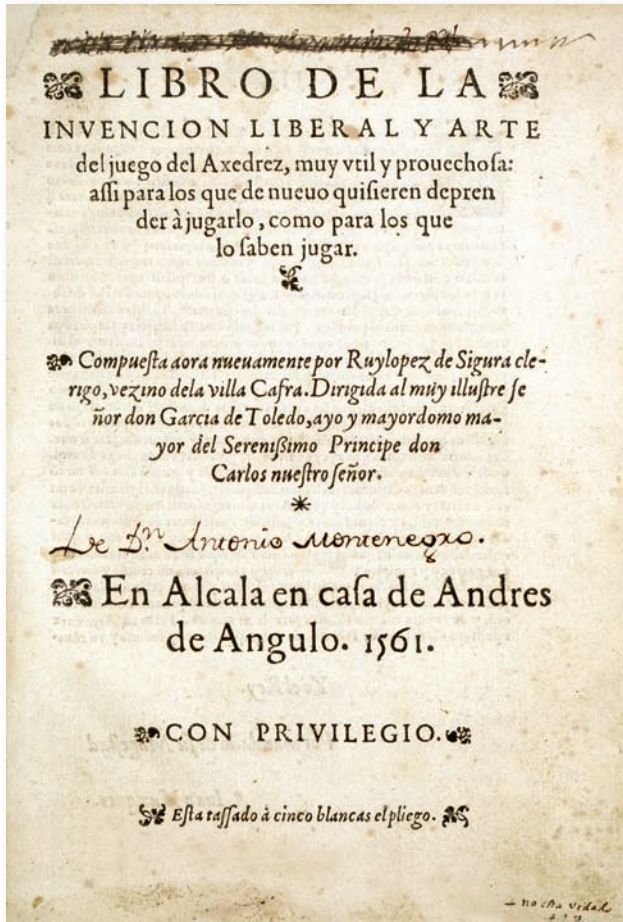 LIBRO DE LA
INVENCION LIBERAL Y ARTE
del juego del Axedrez, muy vtil y prouechoſa:
aſſi para los que de nueuo quiſieren depren
der à jugarlo, como para los que
lo ſaben jugar.
Compueſta aora nueuamente por Ruylopez de Sigura cle-
rigo, vezino dela villa Cafra. Dirigida al muy illuſtre ſe
ñor don Garcia de Toledo, ayo y mayordomo ma-
yor del Sereniſsimo Principe don
Carlos nueſtro ſeñor.
De Dn Antonio Montenegro.
En Alcala en caſa de Andres
de Angulo. 1561.
CON PRIVILEGIO.
Eſta taſſado à cinco blancas el pliego.